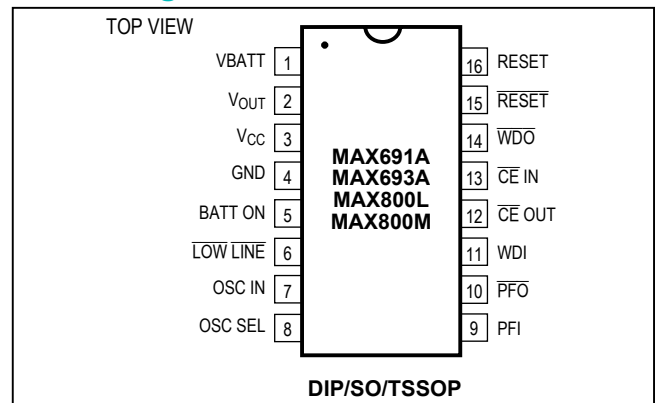 TOP VIEW
VBATT 1
VOUT 2
VCC 3
GND 4
BATT ON 5
LOW LINE 6
OSC IN 7
OSC SEL 8
MAX691A
MAX693A
MAX800L
MAX800M
16 RESET
15 RESET
14 WDO
13 CE IN
12 CE OUT
11 WDI
10 PFO
9 PFI
DIP/SO/TSSOP